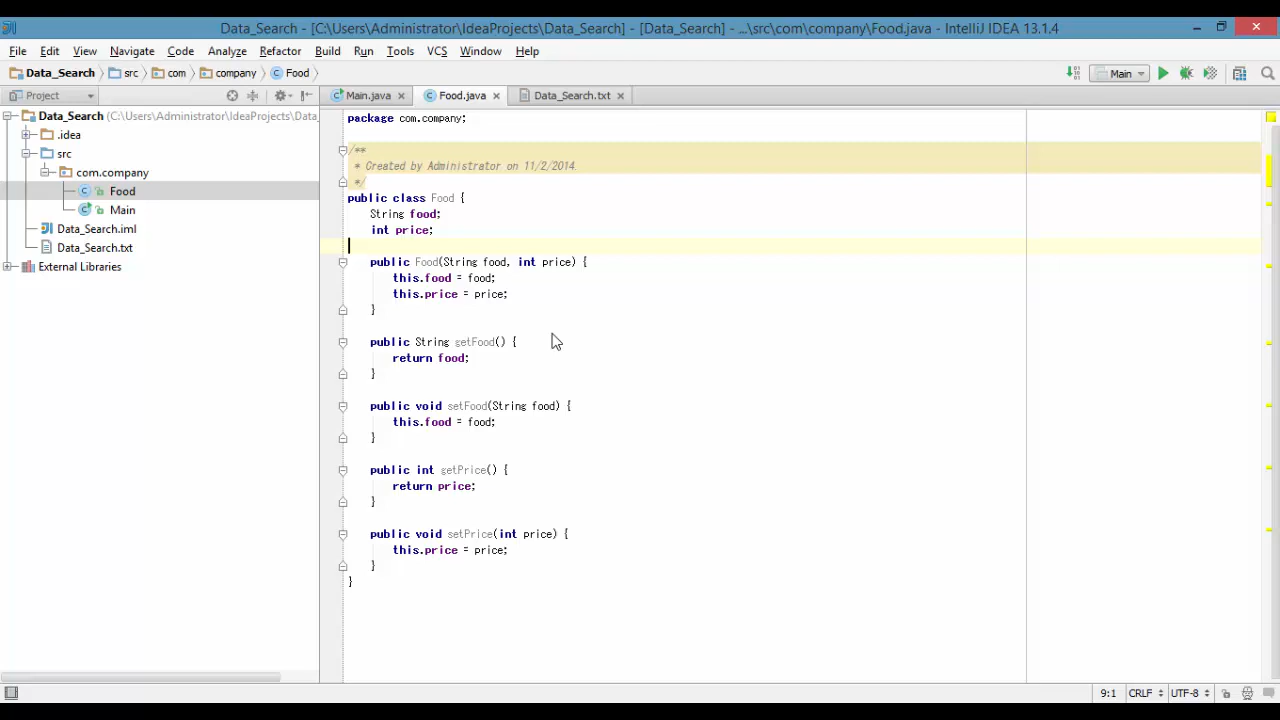 Data_Search - [C:\Users\Administrator\IdeaProjects\Data_Search] - [Data_Search] - ...\src\com\company\Food.java - IntelliJ IDEA 13.1.4
File Edit View Navigate Code Analyze Refactor Build Run Tools VCS Window Help
Data_Search src com company Food Main
Project Main.java Food.java Data_Search.txt
Data_Search (C:\Users\Administrator\IdeaProjects\Data_
.idea
src
com.company
Food
Main
Data_Search.iml
Data_Search.txt
External Libraries
package com.company;
/**
* Created by Administrator on 11/2/2014.
*/
public class Food {
String food;
int price;
public Food(String food, int price) {
this.food = food;
this.price = price;
}
public String getFood() {
return food;
}
public void setFood(String food) {
this.food = food;
}
public int getPrice() {
return price;
}
public void setPrice(int price) {
this.price = price;
}
}
9:1 CRLF UTF-8